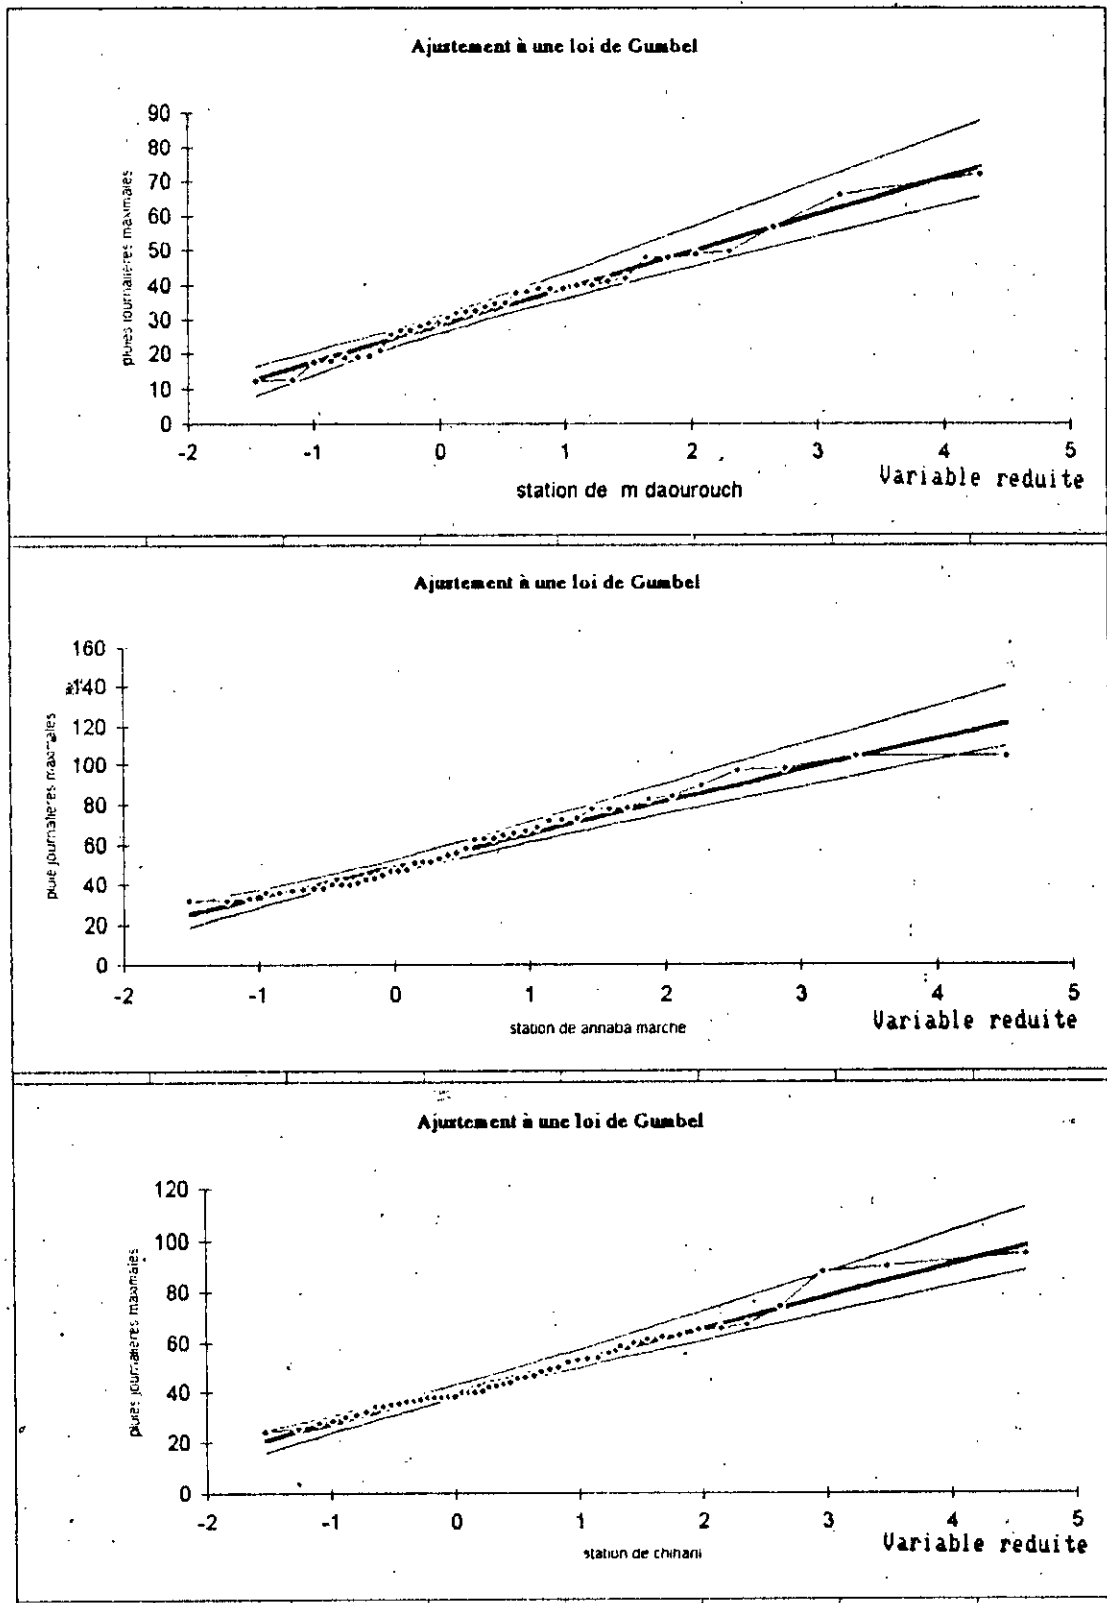 Ajustement à une loi de Gumbel
pluies journalieres maximales
90
80
70
60
50
40
30
20
10
0
-2 -1 0 1 2 3 4 5
Variable reduite
station de m daourouch
Ajustement à une loi de Gumbel
pluie journalieres maximales
160
140
120
100
80
60
40
20
0
-2 -1 0 1 2 3 4 5
station de annaba marche
Variable reduite
Ajustement à une loi de Gumbel
pluies journalieres maximales
120
100
80
60
40
20
0
-2 -1 0 1 2 3 4 5
Variable reduite
station de chihani